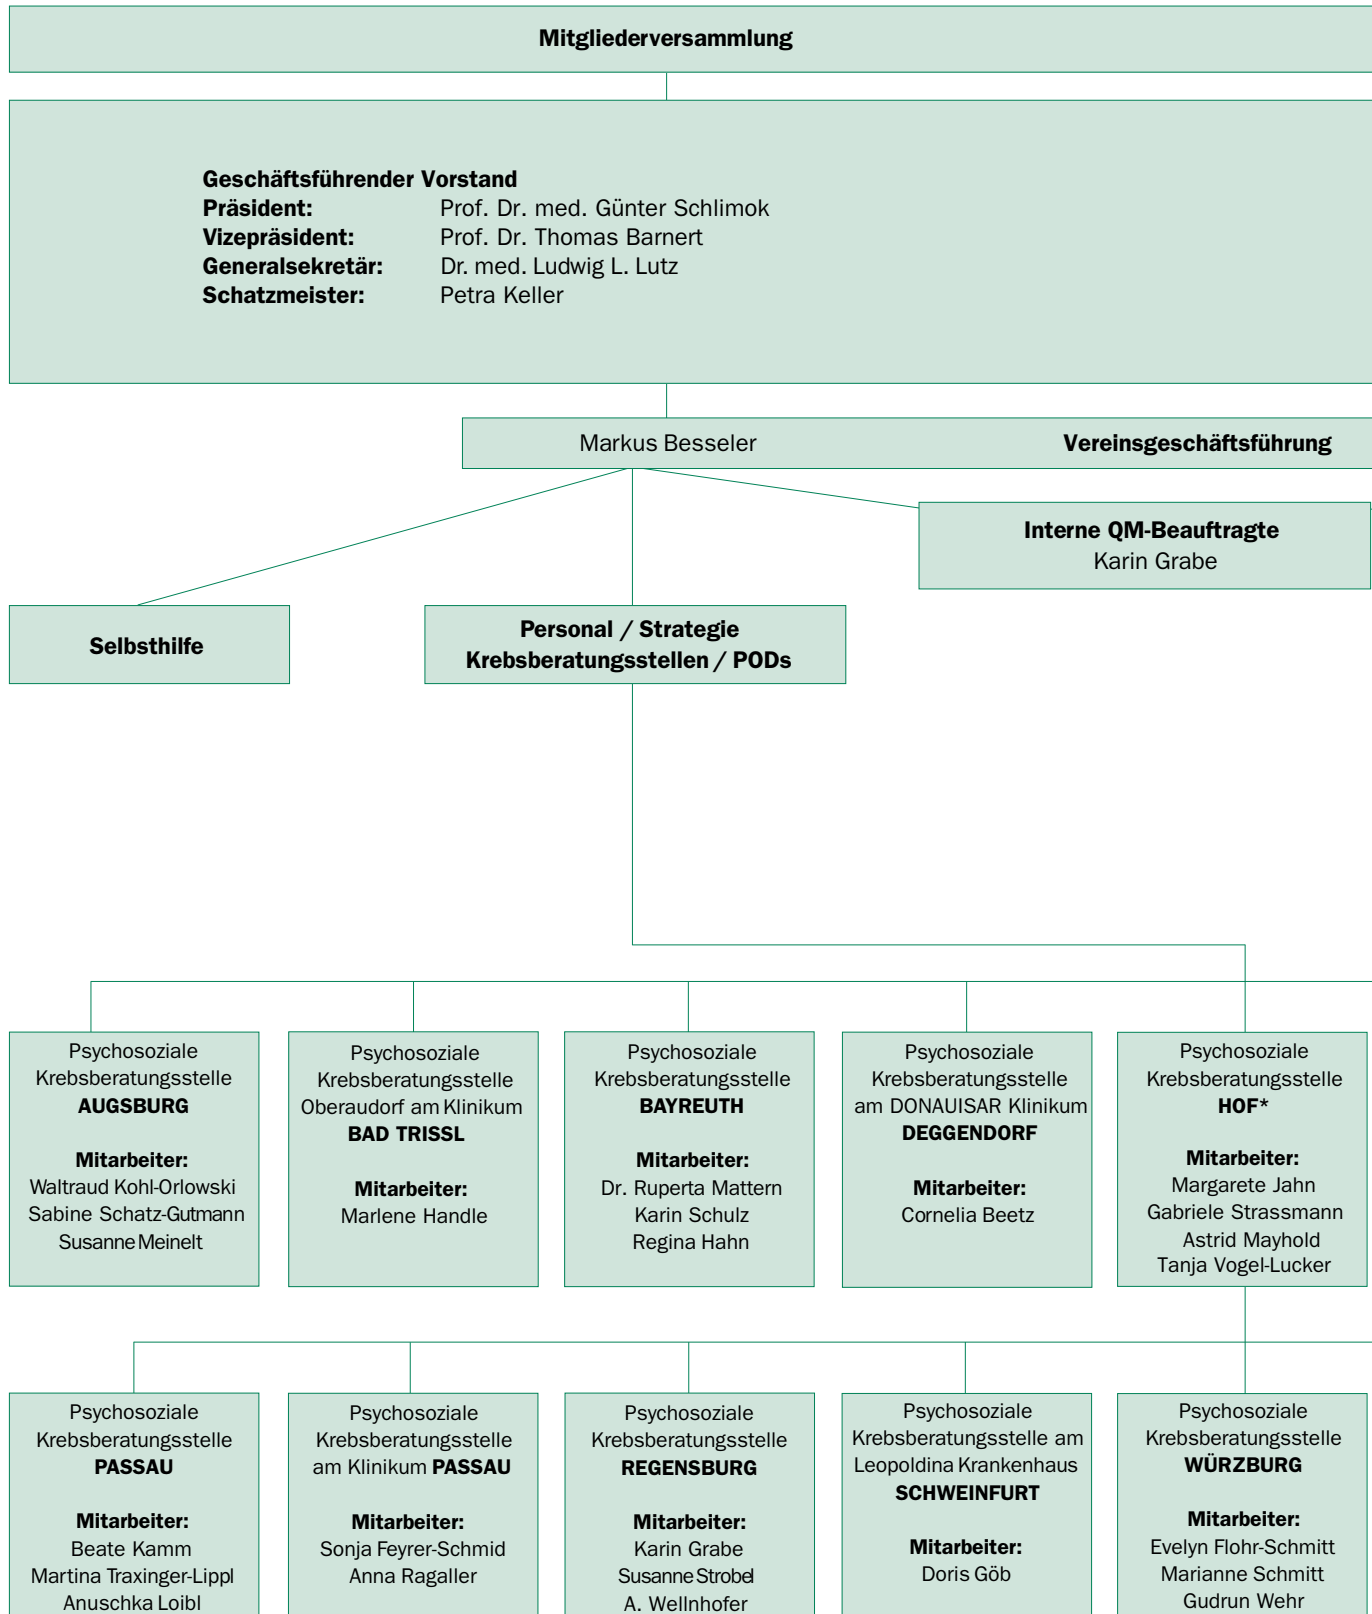 Mitgliederversammlung
Geschäftsführender Vorstand
Präsident: Prof. Dr. med. Günter Schlimok
Vizepräsident: Prof. Dr. Thomas Barnert
Generalsekretär: Dr. med. Ludwig L. Lutz
Schatzmeister: Petra Keller
Markus Besseler Vereinsgeschäftsführung
Interne QM-Beauftragte
Karin Grabe
Selbsthilfe
Personal / Strategie
Krebsberatungsstellen / PODs
Psychosoziale
Krebsberatungsstelle
AUGSBURG
Mitarbeiter:
Waltraud Kohl-Orlowski
Sabine Schatz-Gutmann
Susanne Meinelt
Psychosoziale
Krebsberatungsstelle
Oberaudorf am Klinikum
BAD TRISSL
Mitarbeiter:
Marlene Handle
Psychosoziale
Krebsberatungsstelle
BAYREUTH
Mitarbeiter:
Dr. Ruperta Mattern
Karin Schulz
Regina Hahn
Psychosoziale
Krebsberatungsstelle
am DONAUISAR Klinikum
DEGGENDORF
Mitarbeiter:
Cornelia Beetz
Psychosoziale
Krebsberatungsstelle
HOF*
Mitarbeiter:
Margarete Jahn
Gabriele Strassmann
Astrid Mayhold
Tanja Vogel-Lucker
Psychosoziale
Krebsberatungsstelle
PASSAU
Mitarbeiter:
Beate Kamm
Martina Traxinger-Lippl
Anuschka Loibl
Psychosoziale
Krebsberatungsstelle
am Klinikum PASSAU
Mitarbeiter:
Sonja Feyrer-Schmid
Anna Ragaller
Psychosoziale
Krebsberatungsstelle
REGENSBURG
Mitarbeiter:
Karin Grabe
Susanne Strobel
A. Wellnhofer
Psychosoziale
Krebsberatungsstelle am
Leopoldina Krankenhaus
SCHWEINFURT
Mitarbeiter:
Doris Göb
Psychosoziale
Krebsberatungsstelle
WÜRZBURG
Mitarbeiter:
Evelyn Flohr-Schmitt
Marianne Schmitt
Gudrun Wehr